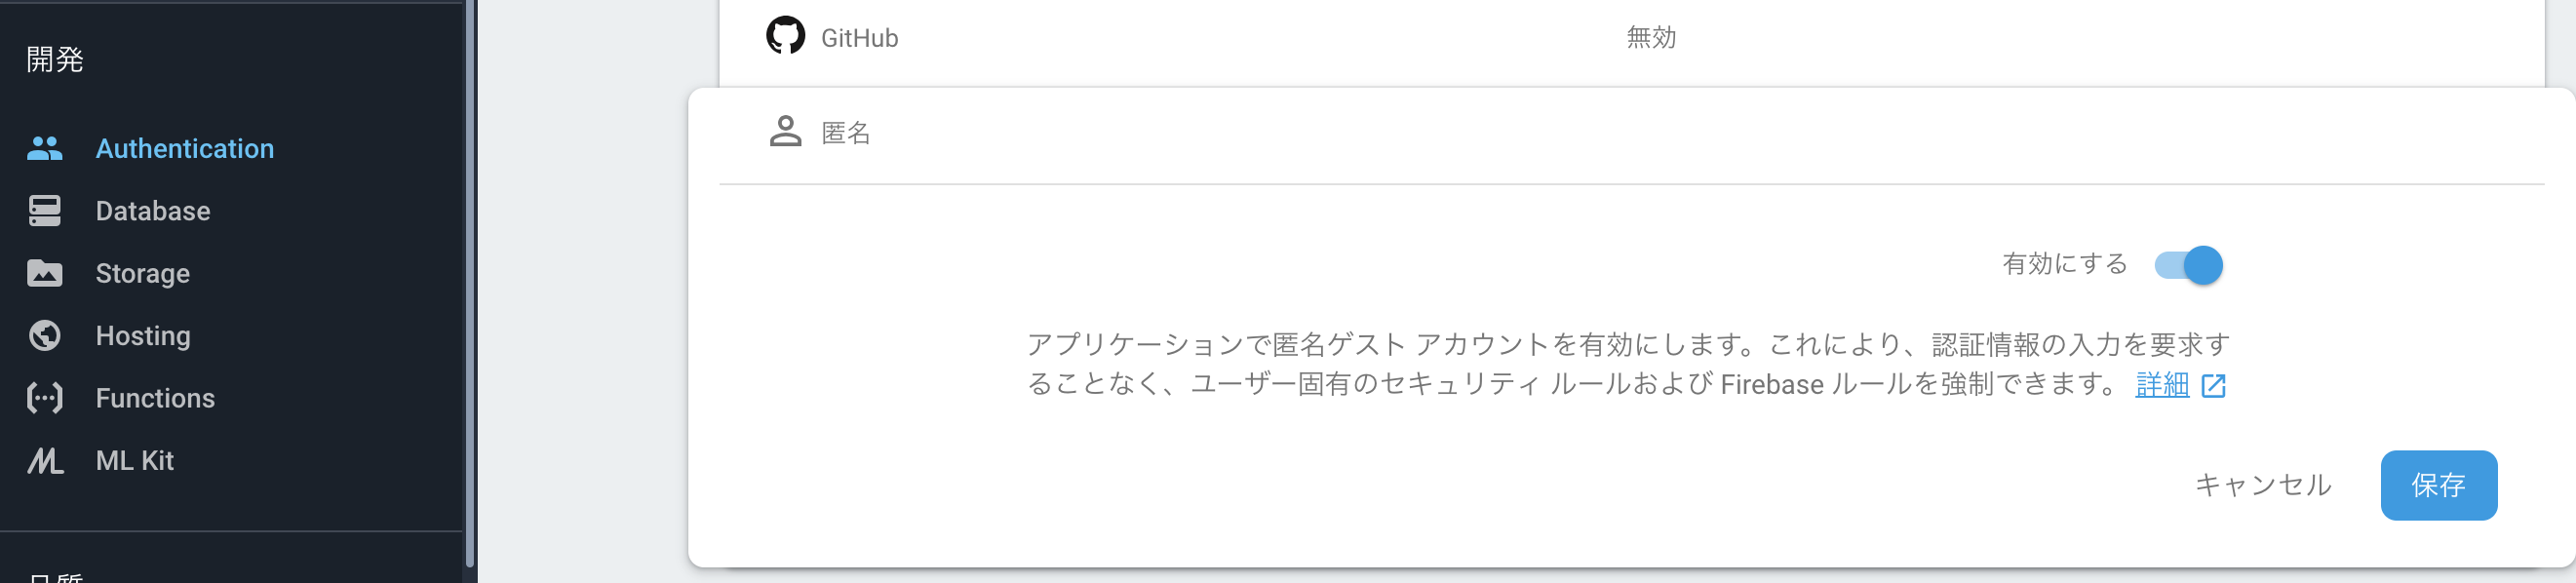 開発
Authentication
Database
Storage
Hosting
Functions
ML Kit
GitHub
無効
匿名
有効にする
アプリケーションで匿名ゲスト アカウントを有効にします。これにより、認証情報の入力を要求す
ることなく、ユーザー固有のセキュリティ ルールおよび Firebase ルールを強制できます。 詳細
キャンセル
保存